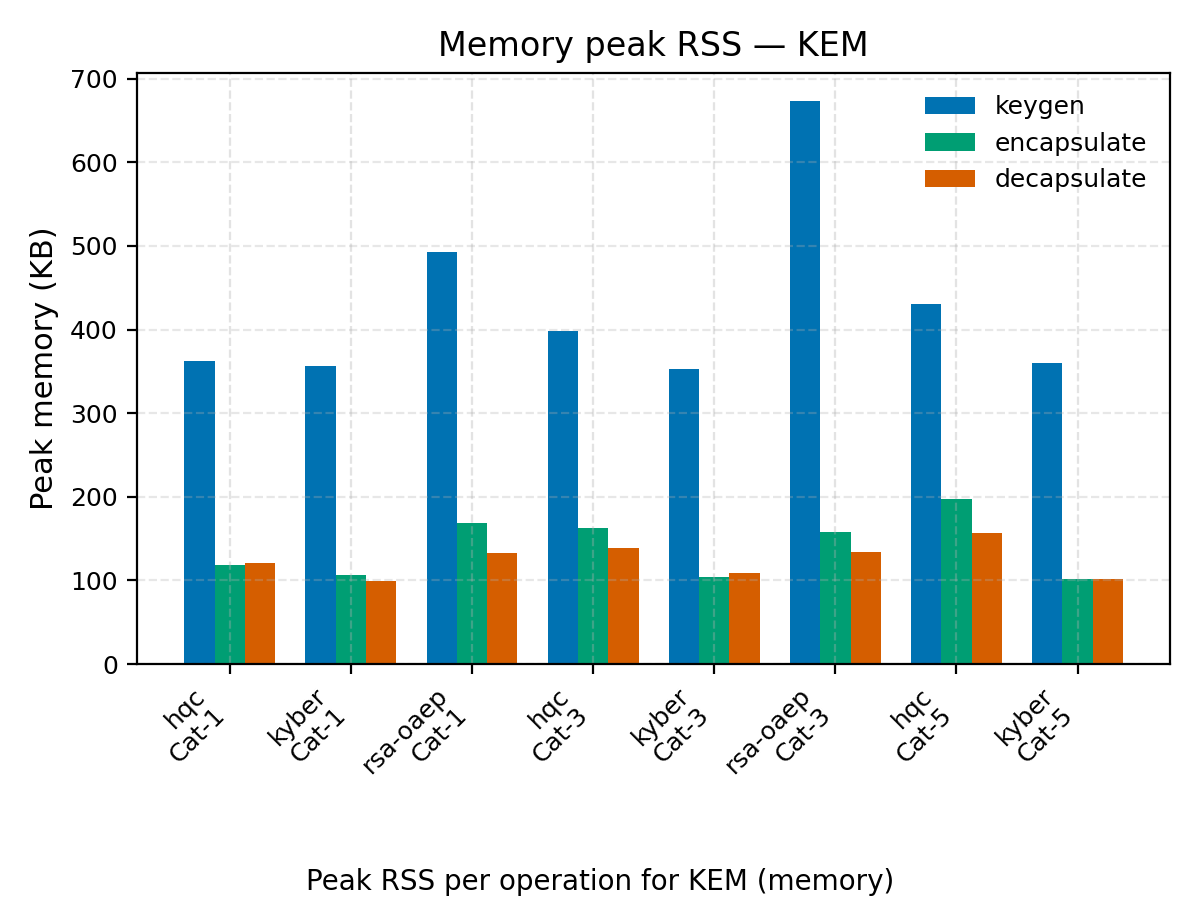 Memory peak RSS — KEM
700
600
500
400
300
200
100
0
Peak memory (KB)
keygen
encapsulate
decapsulate
hqc
Cat-1
kyber
Cat-1
rsa-oaep
Cat-1
hqc
Cat-3
kyber
Cat-3
rsa-oaep
Cat-3
hqc
Cat-5
kyber
Cat-5
Peak RSS per operation for KEM (memory)